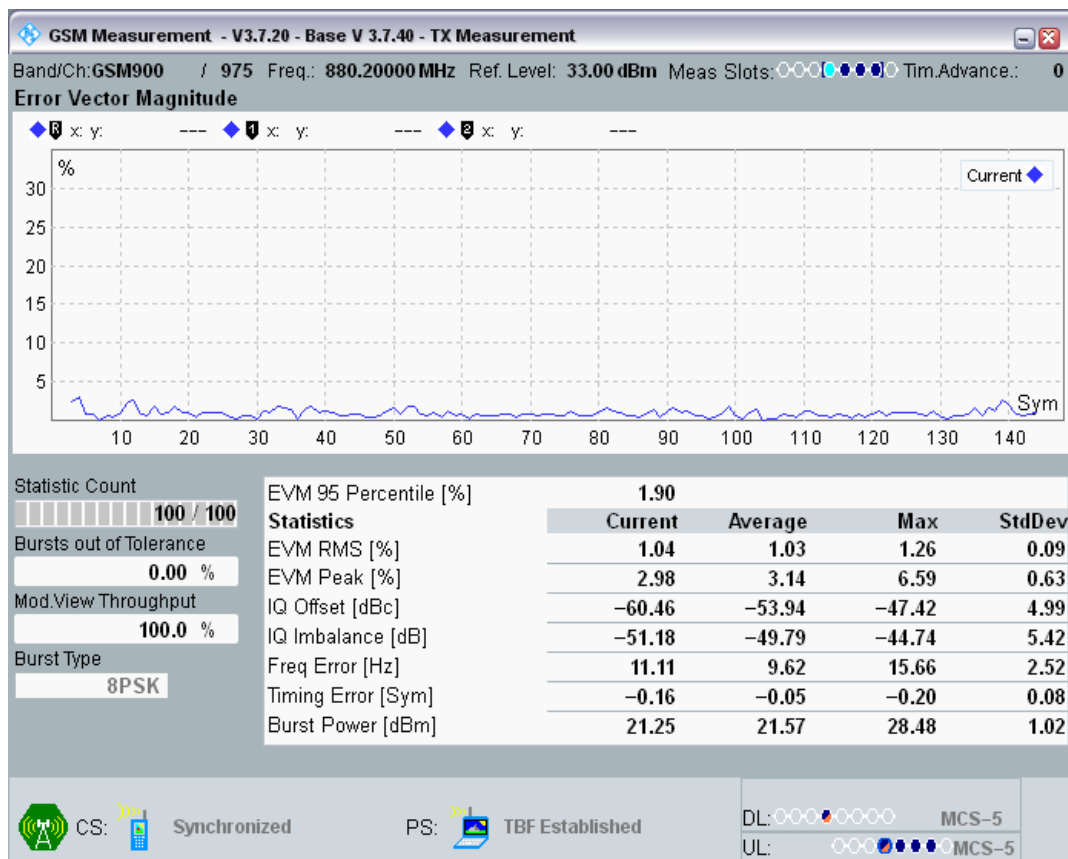 GSM Measurement - V3.7.20 - Base V 3.7.40 - TX Measurement
Band/Ch:GSM900 / 975 Freq.: 880.20000 MHz Ref. Level: 33.00 dBm Meas Slots: Tim.Advance.: 0
Error Vector Magnitude
R x: y: --- 1 x: y: --- 2 x: y: ---
%
Current
30
25
20
15
10
5
Sym
10 20 30 40 50 60 70 80 90 100 110 120 130 140
Statistic Count
100 / 100
Bursts out of Tolerance
0.00 %
Mod.View Throughput
100.0 %
Burst Type
8PSK
EVM 95 Percentile [%] 1.90
Statistics Current Average Max StdDev
EVM RMS [%] 1.04 1.03 1.26 0.09
EVM Peak [%] 2.98 3.14 6.59 0.63
IQ Offset [dBc] −60.46 −53.94 −47.42 4.99
IQ Imbalance [dB] −51.18 −49.79 −44.74 5.42
Freq Error [Hz] 11.11 9.62 15.66 2.52
Timing Error [Sym] −0.16 −0.05 −0.20 0.08
Burst Power [dBm] 21.25 21.57 28.48 1.02
CS: Synchronized PS: TBF Established
DL: MCS−5
UL: MCS−5